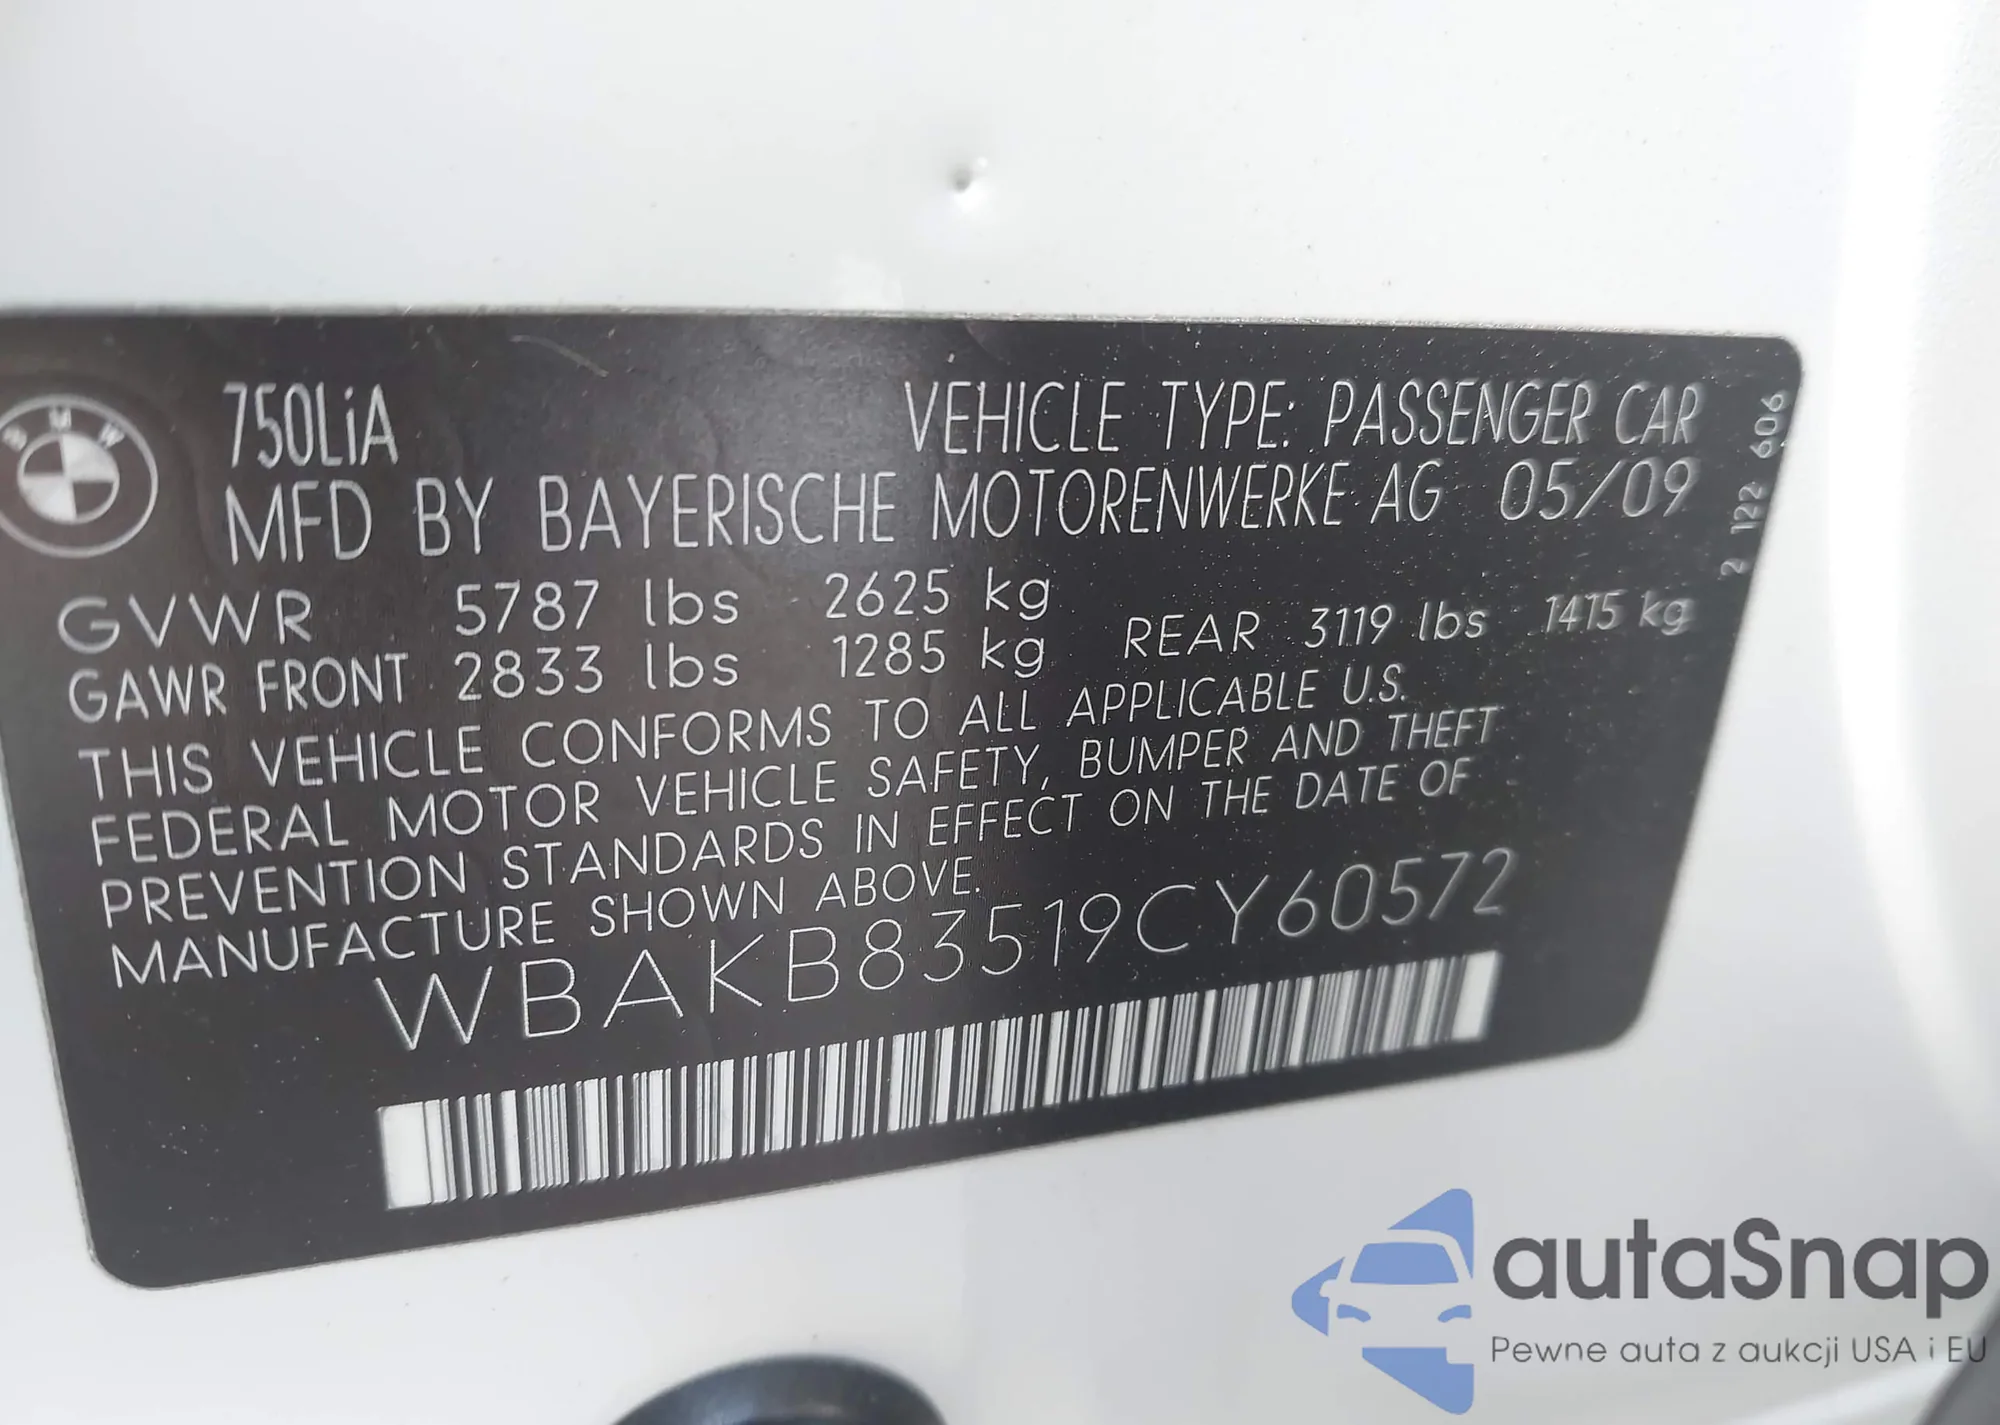 BMW
750LiA
VEHICLE TYPE: PASSENGER CAR
MFD BY BAYERISCHE MOTORENWERKE AG 05/09
GVWR 5787 lbs 2625 kg
GAWR FRONT 2833 lbs 1285 kg REAR 3119 lbs 1415 kg
THIS VEHICLE CONFORMS TO ALL APPLICABLE U.S.
FEDERAL MOTOR VEHICLE SAFETY, BUMPER AND THEFT
PREVENTION STANDARDS IN EFFECT ON THE DATE OF
MANUFACTURE SHOWN ABOVE.
WBAKB83519CY60572
2 122 606
autaSnap
Pewne auta z aukcji USA i EU